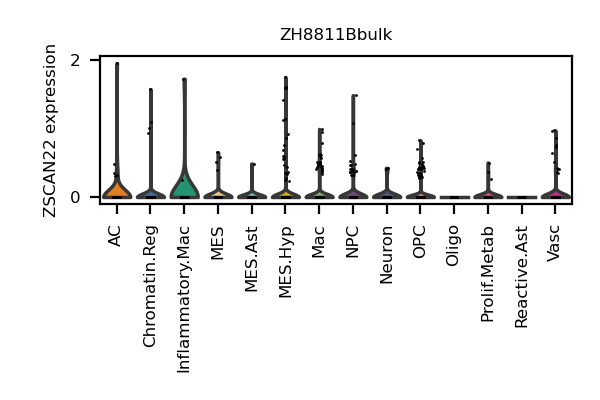 ZH8811Bbulk
ZSCAN22 expression
2
0
AC
Chromatin.Reg
Inflammatory.Mac
MES
MES.Ast
MES.Hyp
Mac
NPC
Neuron
OPC
Oligo
Prolif.Metab
Reactive.Ast
Vasc